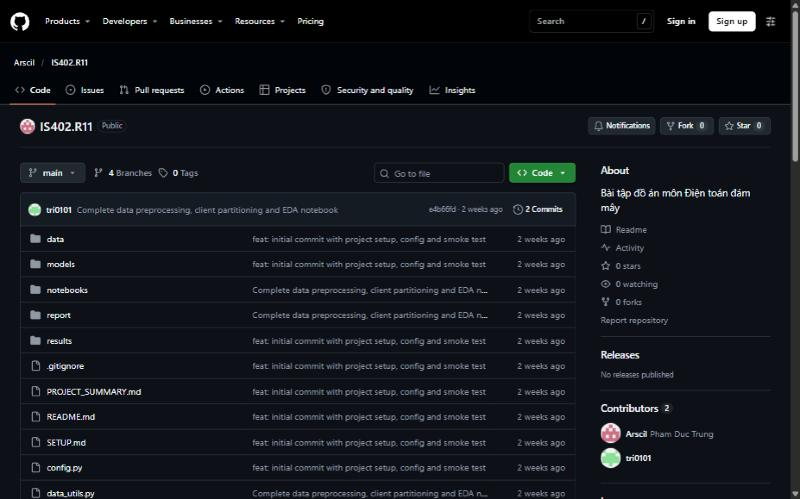 Products Developers Businesses Resources Pricing Search / Sign in Sign up
Arscil / IS402.R11
Code Issues Pull requests Actions Projects Security and quality Insights
IS402.R11 Public Notifications Fork 0 Star 0
main 4 Branches 0 Tags Go to file Code
tri0101 Complete data preprocessing, client partitioning and EDA notebook e4b66fd · 2 weeks ago 2 Commits
data feat: initial commit with project setup, config and smoke test 2 weeks ago
models feat: initial commit with project setup, config and smoke test 2 weeks ago
notebooks Complete data preprocessing, client partitioning and EDA n... 2 weeks ago
report Complete data preprocessing, client partitioning and EDA n... 2 weeks ago
results feat: initial commit with project setup, config and smoke test 2 weeks ago
.gitignore feat: initial commit with project setup, config and smoke test 2 weeks ago
PROJECT_SUMMARY.md feat: initial commit with project setup, config and smoke test 2 weeks ago
README.md feat: initial commit with project setup, config and smoke test 2 weeks ago
SETUP.md feat: initial commit with project setup, config and smoke test 2 weeks ago
config.py feat: initial commit with project setup, config and smoke test 2 weeks ago
data_utils.py Complete data preprocessing, client partitioning and EDA n... 2 weeks ago
About
Bài tập đồ án môn Điện toán đám
mây
Readme
Activity
0 stars
0 watching
0 forks
Report repository
Releases
No releases published
Contributors 2
Arscil Pham Duc Trung
tri0101